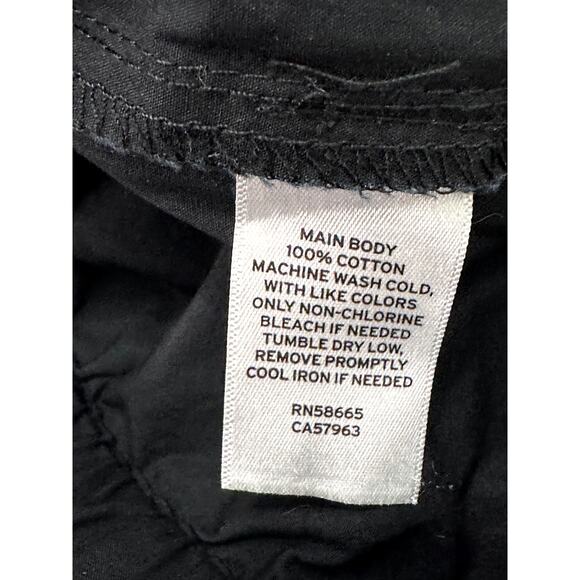 MAIN BODY
100% COTTON
MACHINE WASH COLD,
WITH LIKE COLORS
ONLY NON-CHLORINE
BLEACH IF NEEDED
TUMBLE DRY LOW,
REMOVE PROMPTLY
COOL IRON IF NEEDED
RN58665
CA57963